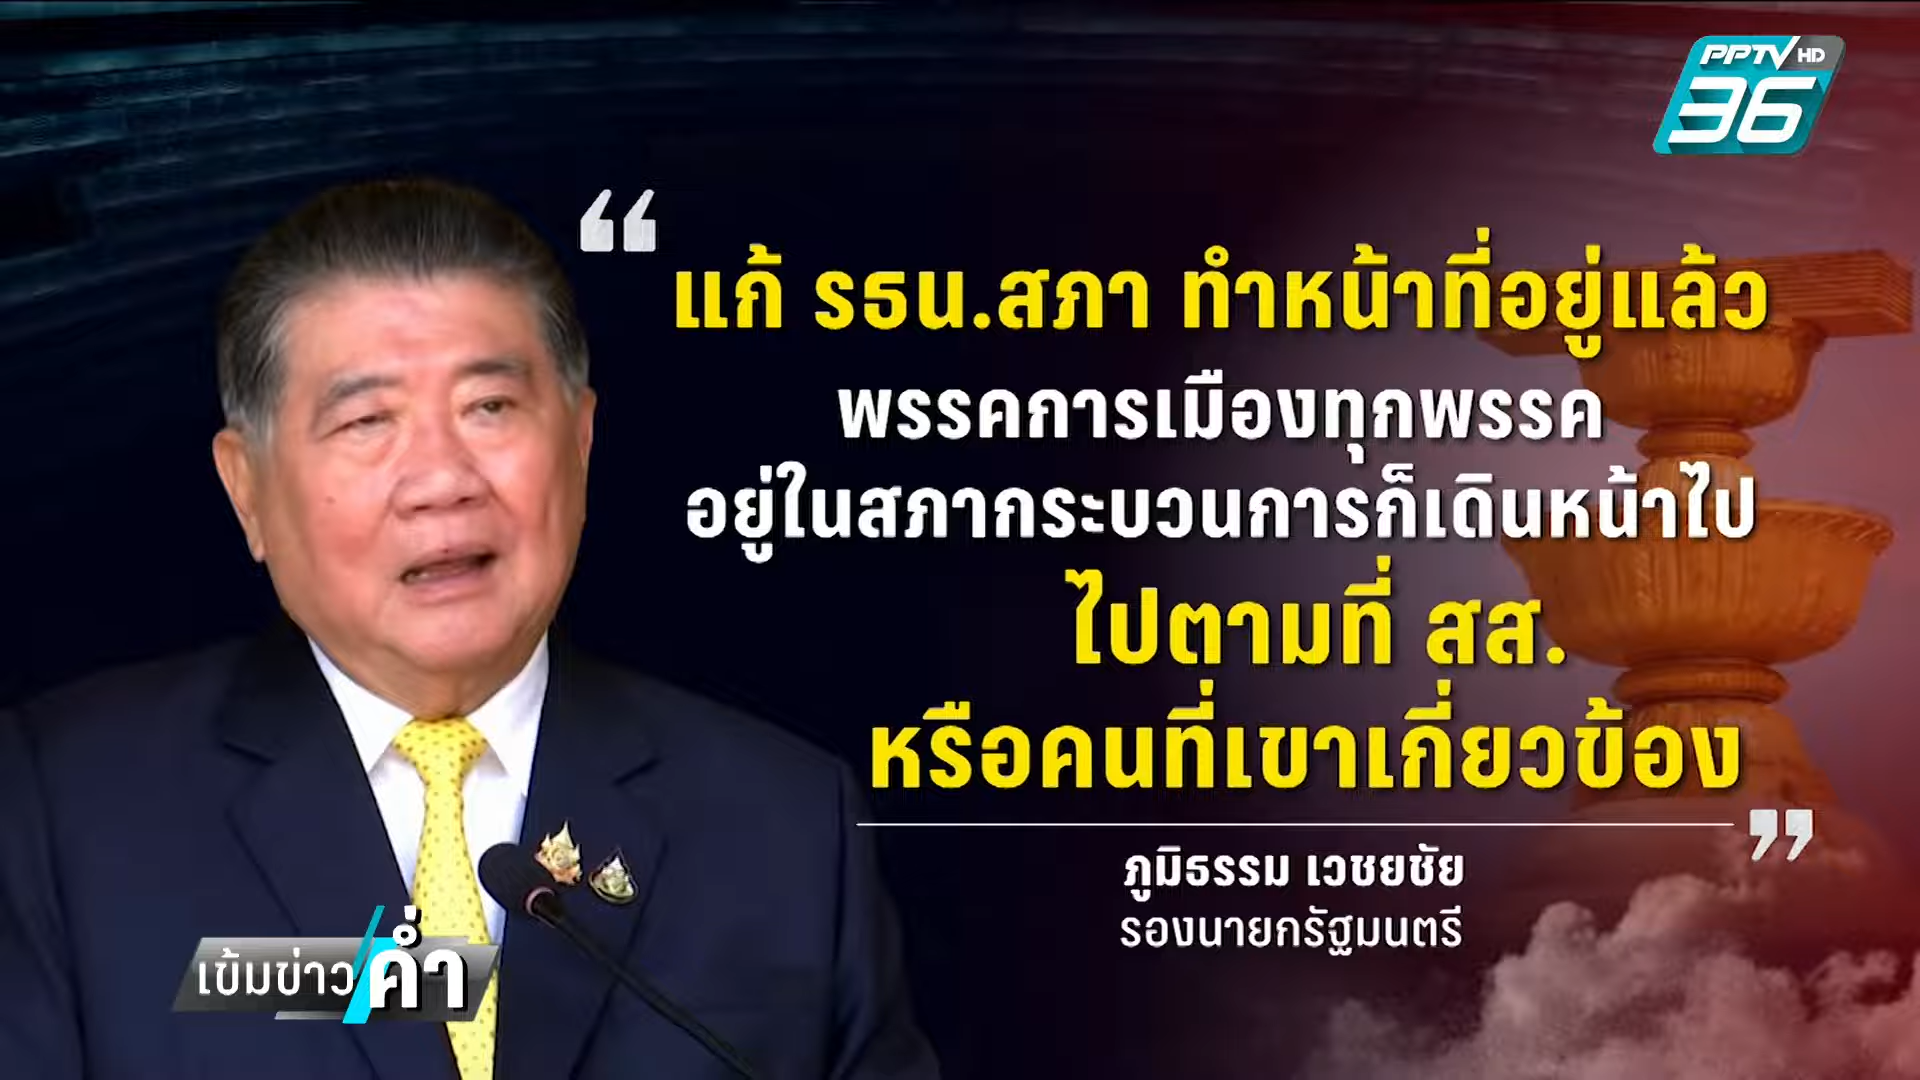 PPTV HD
36
“แก้ รธน.สภา ทำหน้าที่อยู่แล้ว
พรรคการเมืองทุกพรรค
อยู่ในสภากระบวนการก็เดินหน้าไป
ไปตามที่ สส.
หรือคนที่เขาเกี่ยวข้อง”
ภูมิธรรม เวชยชัย
รองนายกรัฐมนตรี
เข้มข่าวค่ำ